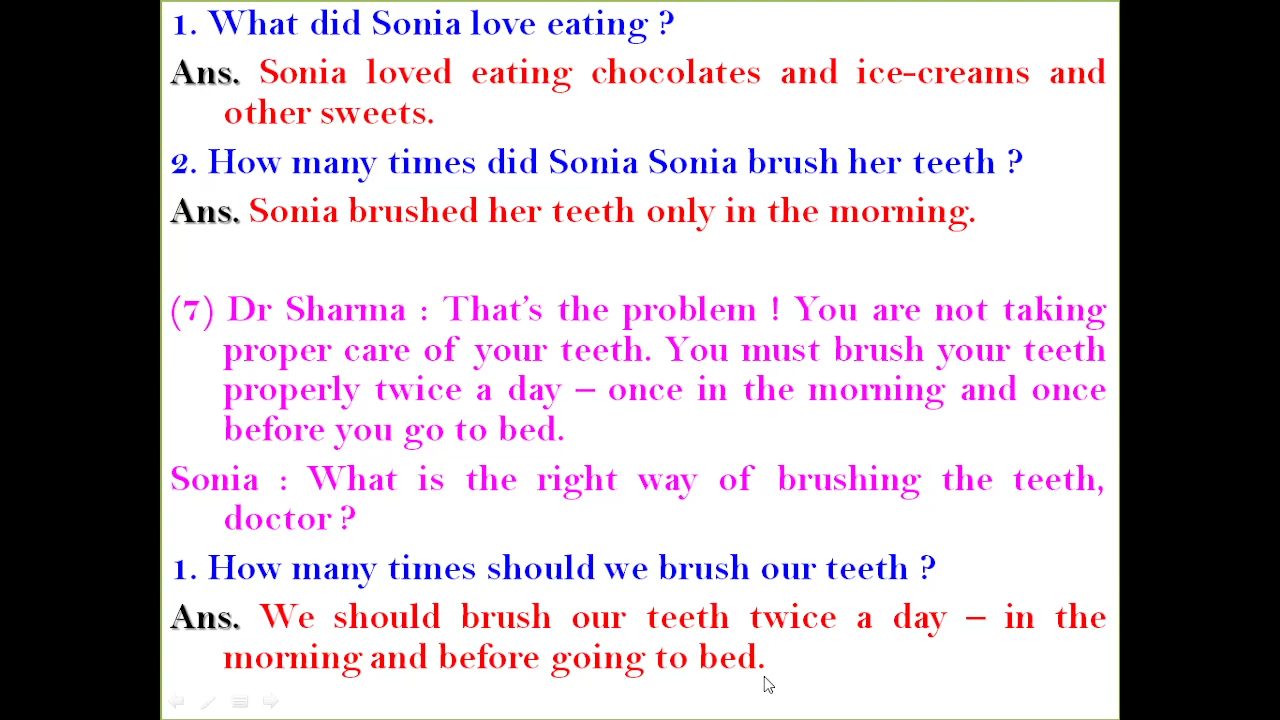 1. What did Sonia love eating ?
Ans. Sonia loved eating chocolates and ice-creams and
other sweets.
2. How many times did Sonia Sonia brush her teeth ?
Ans. Sonia brushed her teeth only in the morning.
(7) Dr Sharma : That's the problem ! You are not taking
proper care of your teeth. You must brush your teeth
properly twice a day – once in the morning and once
before you go to bed.
Sonia : What is the right way of brushing the teeth,
doctor ?
1. How many times should we brush our teeth ?
Ans. We should brush our teeth twice a day – in the
morning and before going to bed.